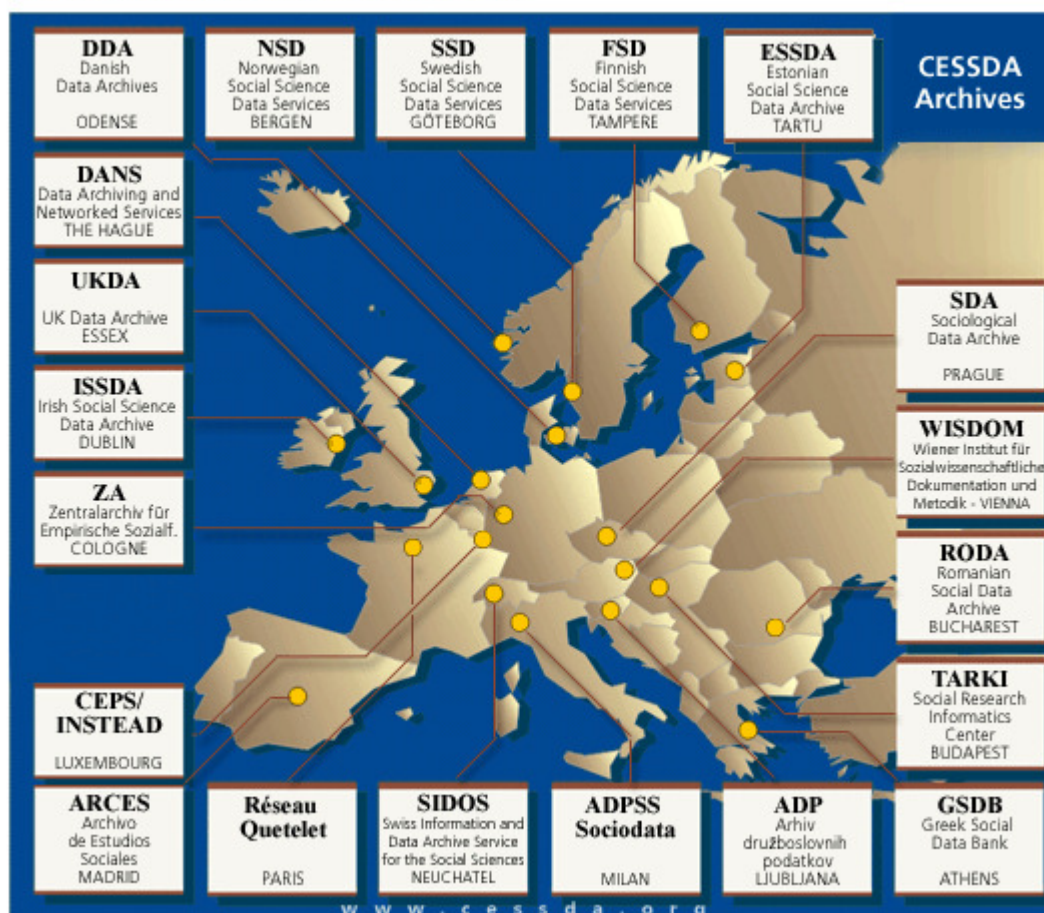 DDA
Danish
Data Archives
ODENSE
NSD
Norwegian
Social Science
Data Services
BERGEN
SSD
Swedish
Social Science
Data Services
GÖTEBORG
FSD
Finnish
Social Science
Data Services
TAMPERE
ESSDA
Estonian
Social Science
Data Archive
TARTU
CESSDA
Archives
DANS
Data Archiving and
Networked Services
THE HAGUE
UKDA
UK Data Archive
ESSEX
ISSDA
Irish Social Science
Data Archive
DUBLIN
ZA
Zentralarchiv für
Empirische Sozialf.
COLOGNE
SDA
Sociological
Data Archive
PRAGUE
WISDOM
Wiener Institut für
Sozialwissenschaftliche
Dokumentation und
Metodik - VIENNA
RODA
Romanian
Social Data
Archive
BUCHAREST
TARKI
Social Research
Informatics
Center
BUDAPEST
CEPS/
INSTEAD
LUXEMBOURG
ARCES
Archivo
de Estudios
Sociales
MADRID
Réseau
Quetelet
PARIS
SIDOS
Swiss Information and
Data Archive Service
for the Social Sciences
NEUCHATEL
ADPSS
Sociodata
MILAN
ADP
Arhiv
družboslovnih
podatkov
LJUBLJANA
GSDB
Greek Social
Data Bank
ATHENS
www.cessda.org